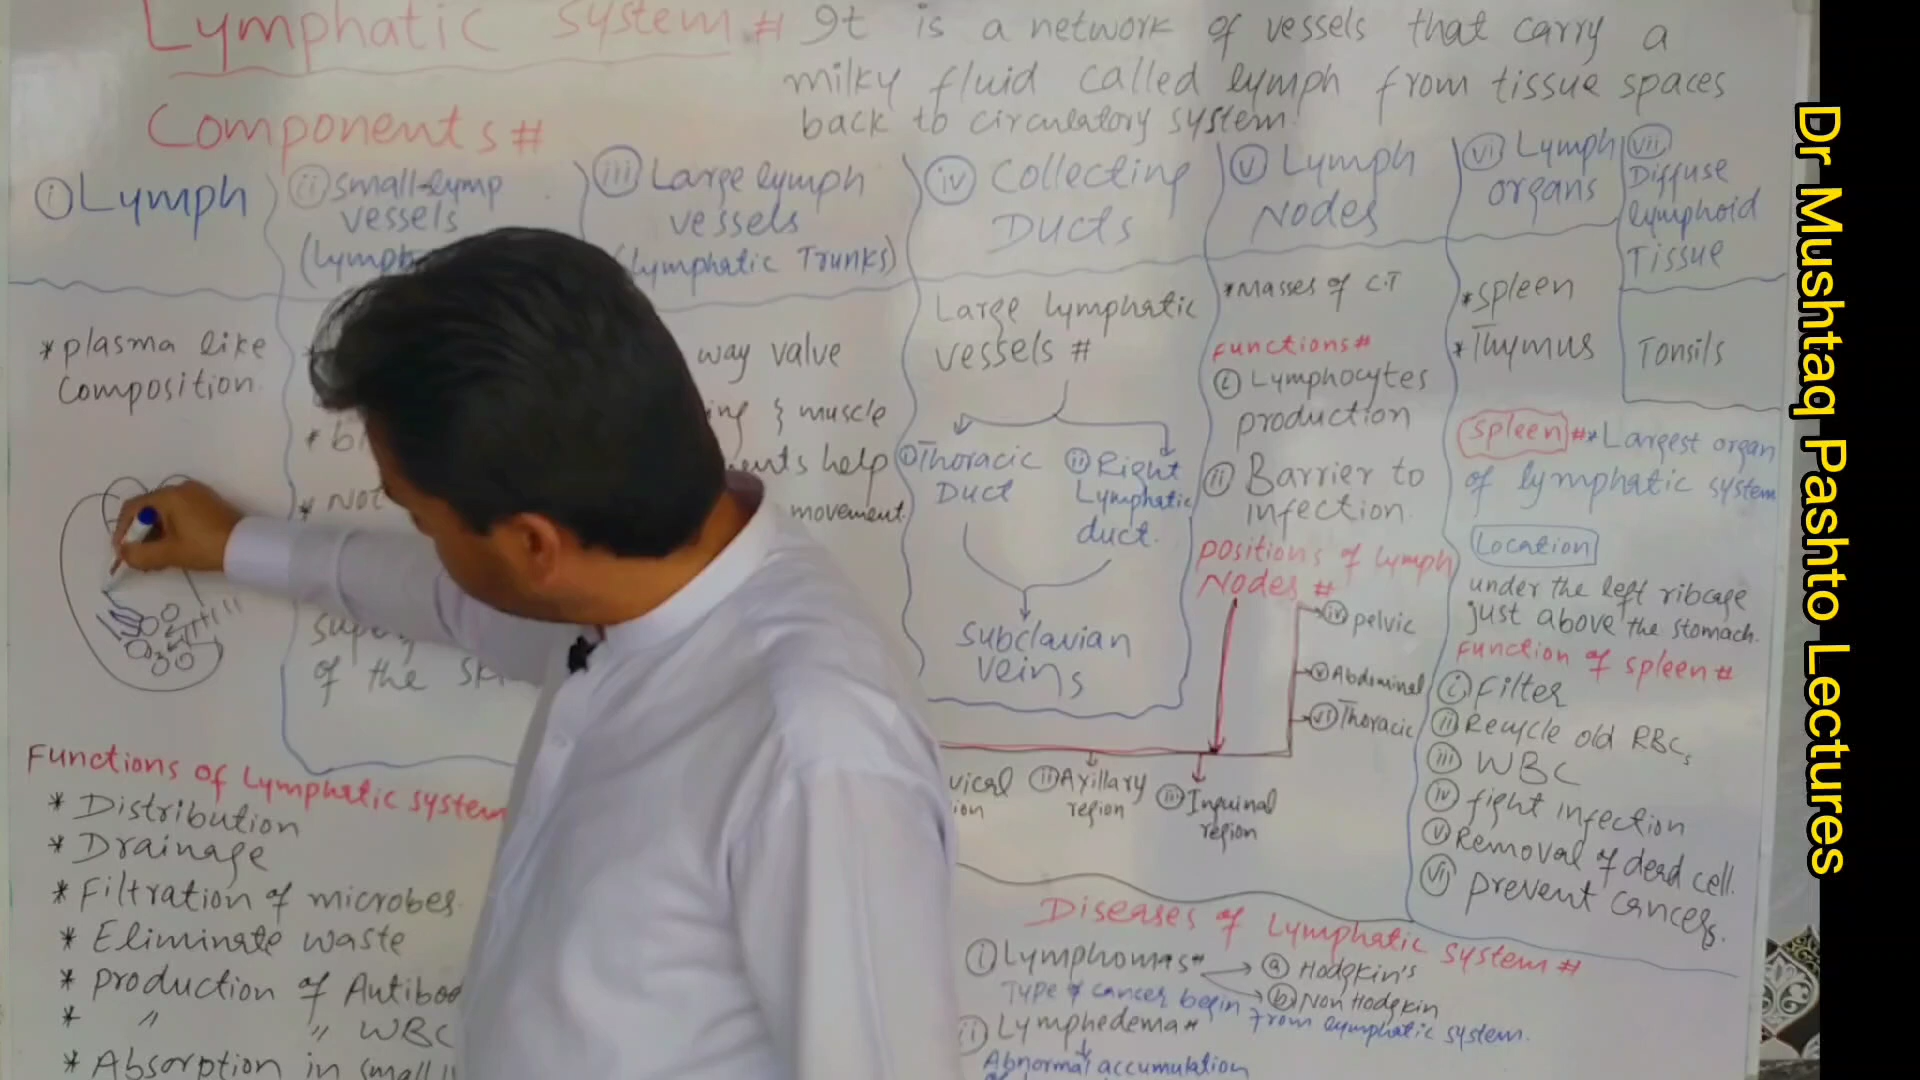 Lymphatic System # It is a network of vessels that carry a
milky fluid called lymph from tissue spaces
back to circulatory system.
Components #
i Lymph
ii small lymp
vessels
iii Large lymph
vessels
Lymphatic Trunks)
iv Collecting
Ducts
v Lymph
Nodes
vi Lymph
organs
vii
Diffuse
lymphoid
Tissue
* plasma like
Composition.
* Not
of the
way valve
& muscle
help
movement.
Large lymphatic
vessels #
i Thoracic
Duct
ii Right
Lymphatic
duct.
Subclavian
veins
* Masses of C.T
Functions #
i Lymphocytes
production
ii Barrier to
infection.
positions of lymph
Nodes #
iv pelvic
v Abdominal
vi Thoracic
ii Axillary
region
iii Inguinal
region
* Spleen
* Thymus
Tonsils
Spleen # * Largest organ
of lymphatic system
Location
under the left ribcage
just above the stomach.
Function of spleen #
i Filter
ii Recycle old RBCs
iii WBC
iv fight infection
v Removal of dead cell.
vi prevent cancers.
Functions of Lymphatic system
* Distribution
* Drainage
* Filtration of microbes
* Eliminate waste
* production of Antibo
* " " WBC
* Absorption in small
Diseases of Lymphatic system #
i Lymphomas #
a Hodgkin's
b Non Hodgkin
Type of cancer begin from lymphatic system.
ii Lymphedema #
Abnormal accumulation
Dr Mushtaq Pashto Lectures